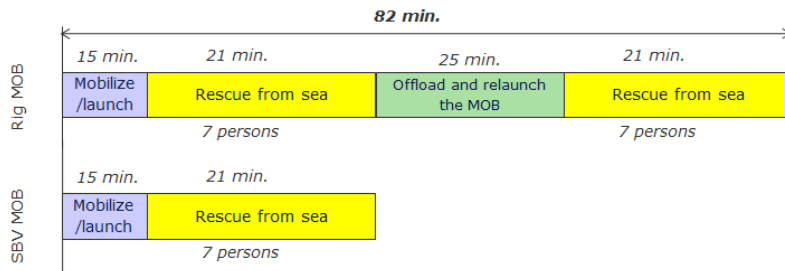 82 min.
15 min.
21 min.
25 min.
21 min.
Rig MOB
Mobilize
/launch
Rescue from sea
Offload and relaunch
the MOB
Rescue from sea
7 persons
7 persons
15 min.
21 min.
SBV MOB
Mobilize
/launch
Rescue from sea
7 persons